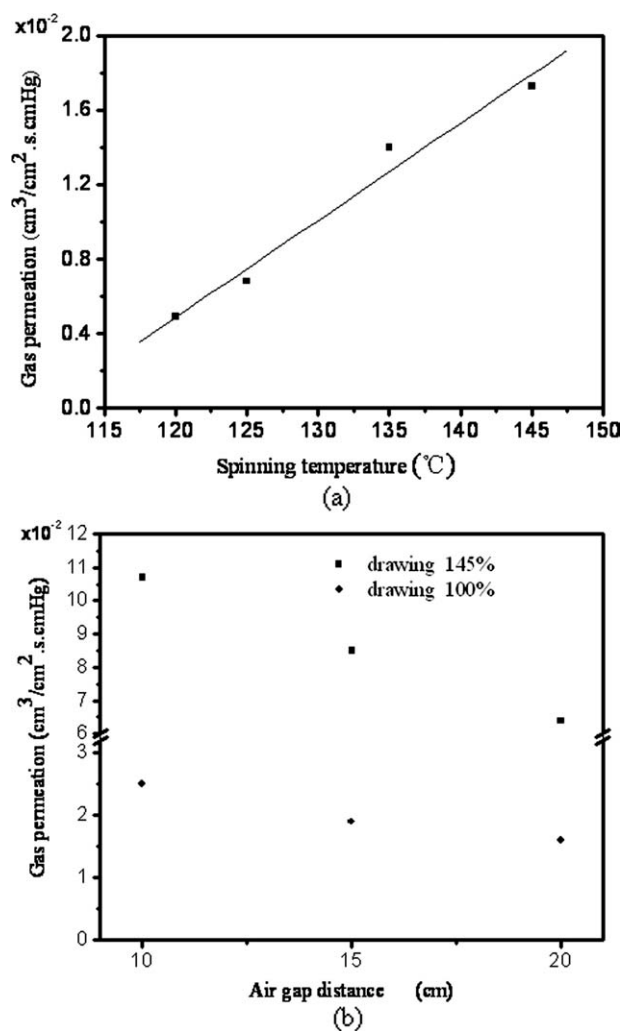 x10-2
2.0
1.6
1.2
0.8
0.4
0.0
Gas permeation (cm3/cm2.s.cmHg)
115 120 125 130 135 140 145 150
Spinning temperature (℃)
(a)
x10-2
12
11
10
9
8
7
6
3
2
1
0
Gas permeation (cm3/cm2.s.cmHg)
drawing 145%
drawing 100%
10 15 20
Air gap distance (cm)
(b)